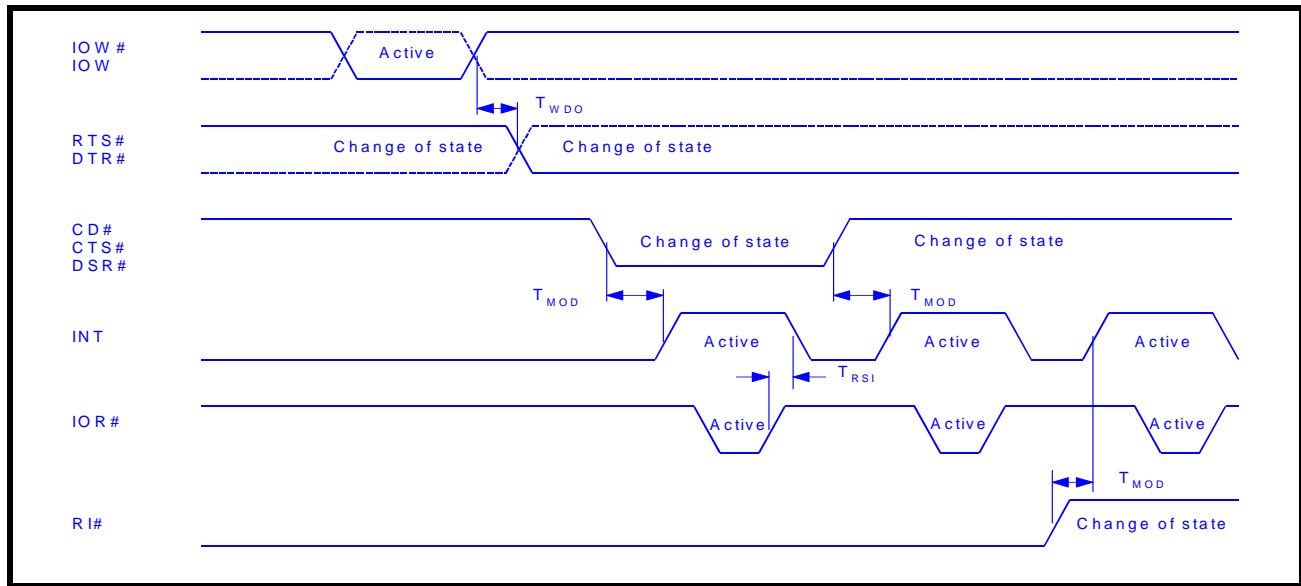 IOW#
IOW
Active
TWDO
RTS#
DTR#
Change of state
Change of state
CD#
CTS#
DSR#
Change of state
Change of state
TMOD
TMOD
INT
Active
Active
Active
TRSI
IOR#
Active
Active
Active
TMOD
RI#
Change of state